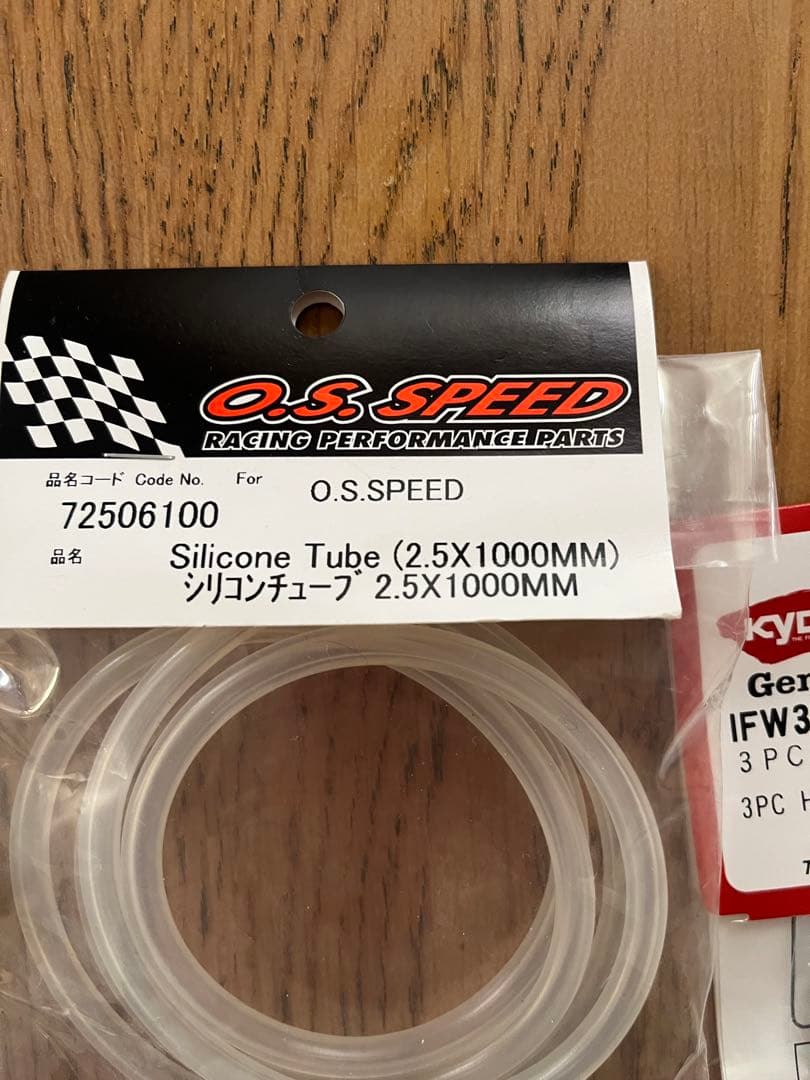 O.S. SPEED
RACING PERFORMANCE PARTS
品名コード Code No. For O.S.SPEED
72506100
品名 Silicone Tube (2.5X1000MM)
シリコンチューブ 2.5X1000MM
IFW3
3PC
3PC H